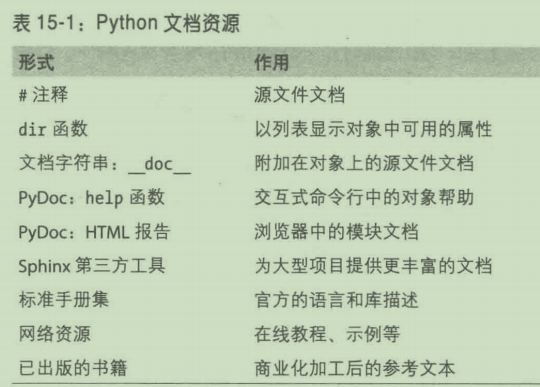 表 15-1：Python 文档资源
形式 作用
# 注释 源文件文档
dir 函数 以列表显示对象中可用的属性
文档字符串：__doc__ 附加在对象上的源文件文档
PyDoc：help 函数 交互式命令行中的对象帮助
PyDoc：HTML 报告 浏览器中的模块文档
Sphinx 第三方工具 为大型项目提供更丰富的文档
标准手册集 官方的语言和库描述
网络资源 在线教程、示例等
已出版的书籍 商业化加工后的参考文本